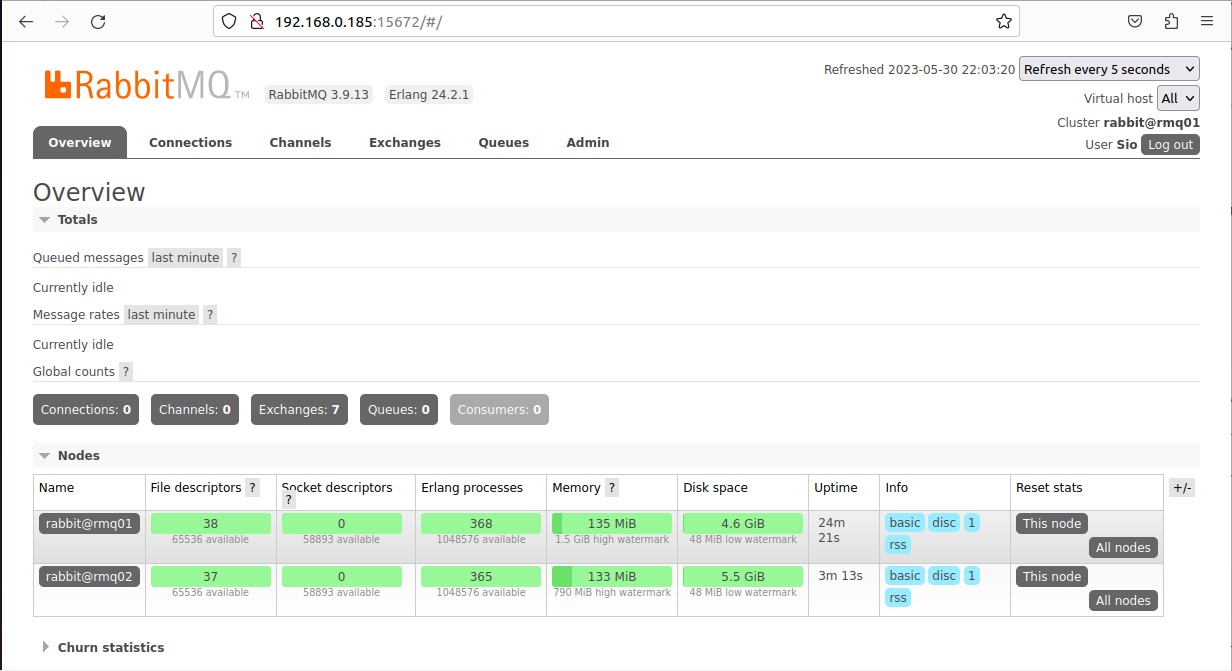 192.168.0.185:15672/#/
RabbitMQ TM RabbitMQ 3.9.13 Erlang 24.2.1
Refreshed 2023-05-30 22:03:20 Refresh every 5 seconds
Virtual host All
Cluster rabbit@rmq01
User Sio Log out
Overview Connections Channels Exchanges Queues Admin
Overview
Totals
Queued messages last minute ?
Currently idle
Message rates last minute ?
Currently idle
Global counts ?
Connections: 0 Channels: 0 Exchanges: 7 Queues: 0 Consumers: 0
Nodes
Name File descriptors ? Socket descriptors ? Erlang processes Memory ? Disk space Uptime Info Reset stats +/-
rabbit@rmq01 38 0 368 135 MiB 4.6 GiB 24m 21s basic disc 1 This node
65536 available 58893 available 1048576 available 1.5 GiB high watermark 48 MiB low watermark
rss All nodes
rabbit@rmq02 37 0 365 133 MiB 5.5 GiB 3m 13s basic disc 1 This node
65536 available 58893 available 1048576 available 790 MiB high watermark 48 MiB low watermark
rss All nodes
Churn statistics